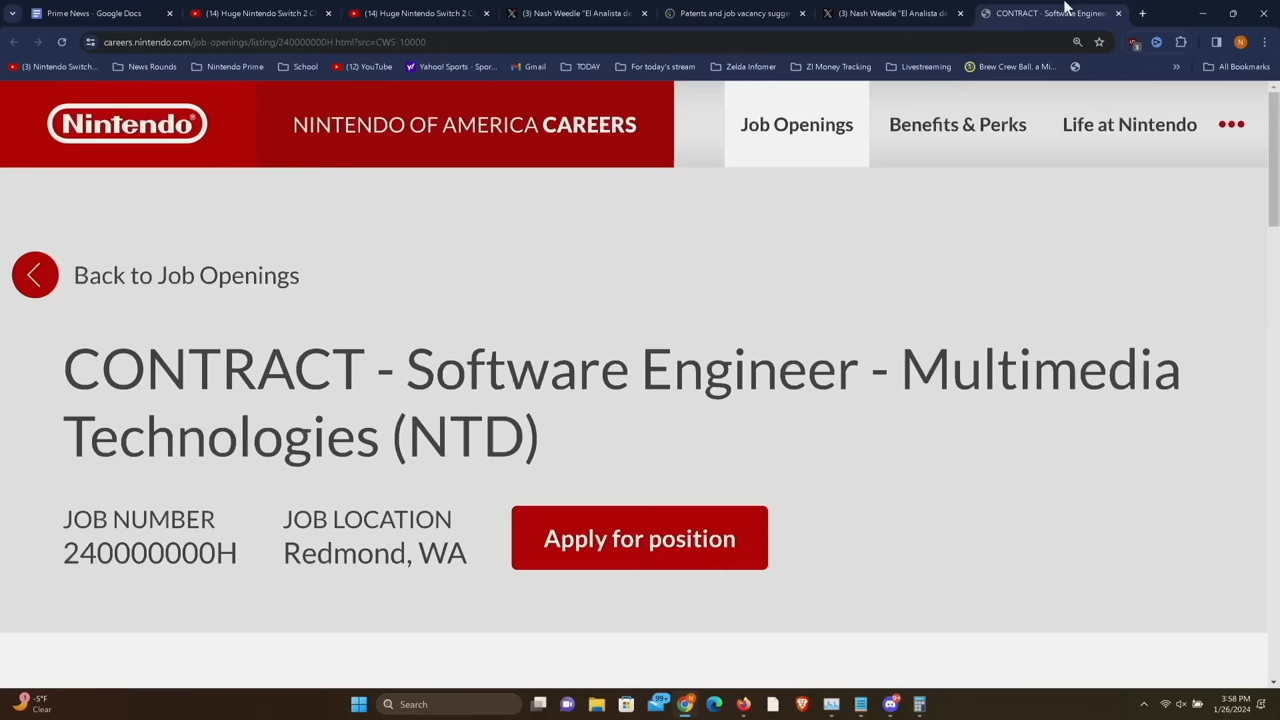 Prime News - Google Docs
(14) Huge Nintendo Switch 2 C
(14) Huge Nintendo Switch 2 C
(3) Nash Weedle "El Analista de
Patents and job vacancy sugge
(3) Nash Weedle "El Analista de
CONTRACT - Software Enginee
careers.nintendo.com/job-openings/listing/240000000H.html?src=CWS-10000
(3) Nintendo Switch...
News Rounds
Nintendo Prime
School
(12) YouTube
Yahoo! Sports - Spor...
Gmail
TODAY
For today's stream
Zelda Infomer
ZI Money Tracking
Livestreaming
Brew Crew Ball, a Mi...
All Bookmarks
Nintendo
NINTENDO OF AMERICA CAREERS
Job Openings
Benefits & Perks
Life at Nintendo
Back to Job Openings
CONTRACT - Software Engineer - Multimedia
Technologies (NTD)
JOB NUMBER
JOB LOCATION
240000000H
Redmond, WA
Apply for position
-5°F
Clear
Search
99+
3:58 PM
1/26/2024